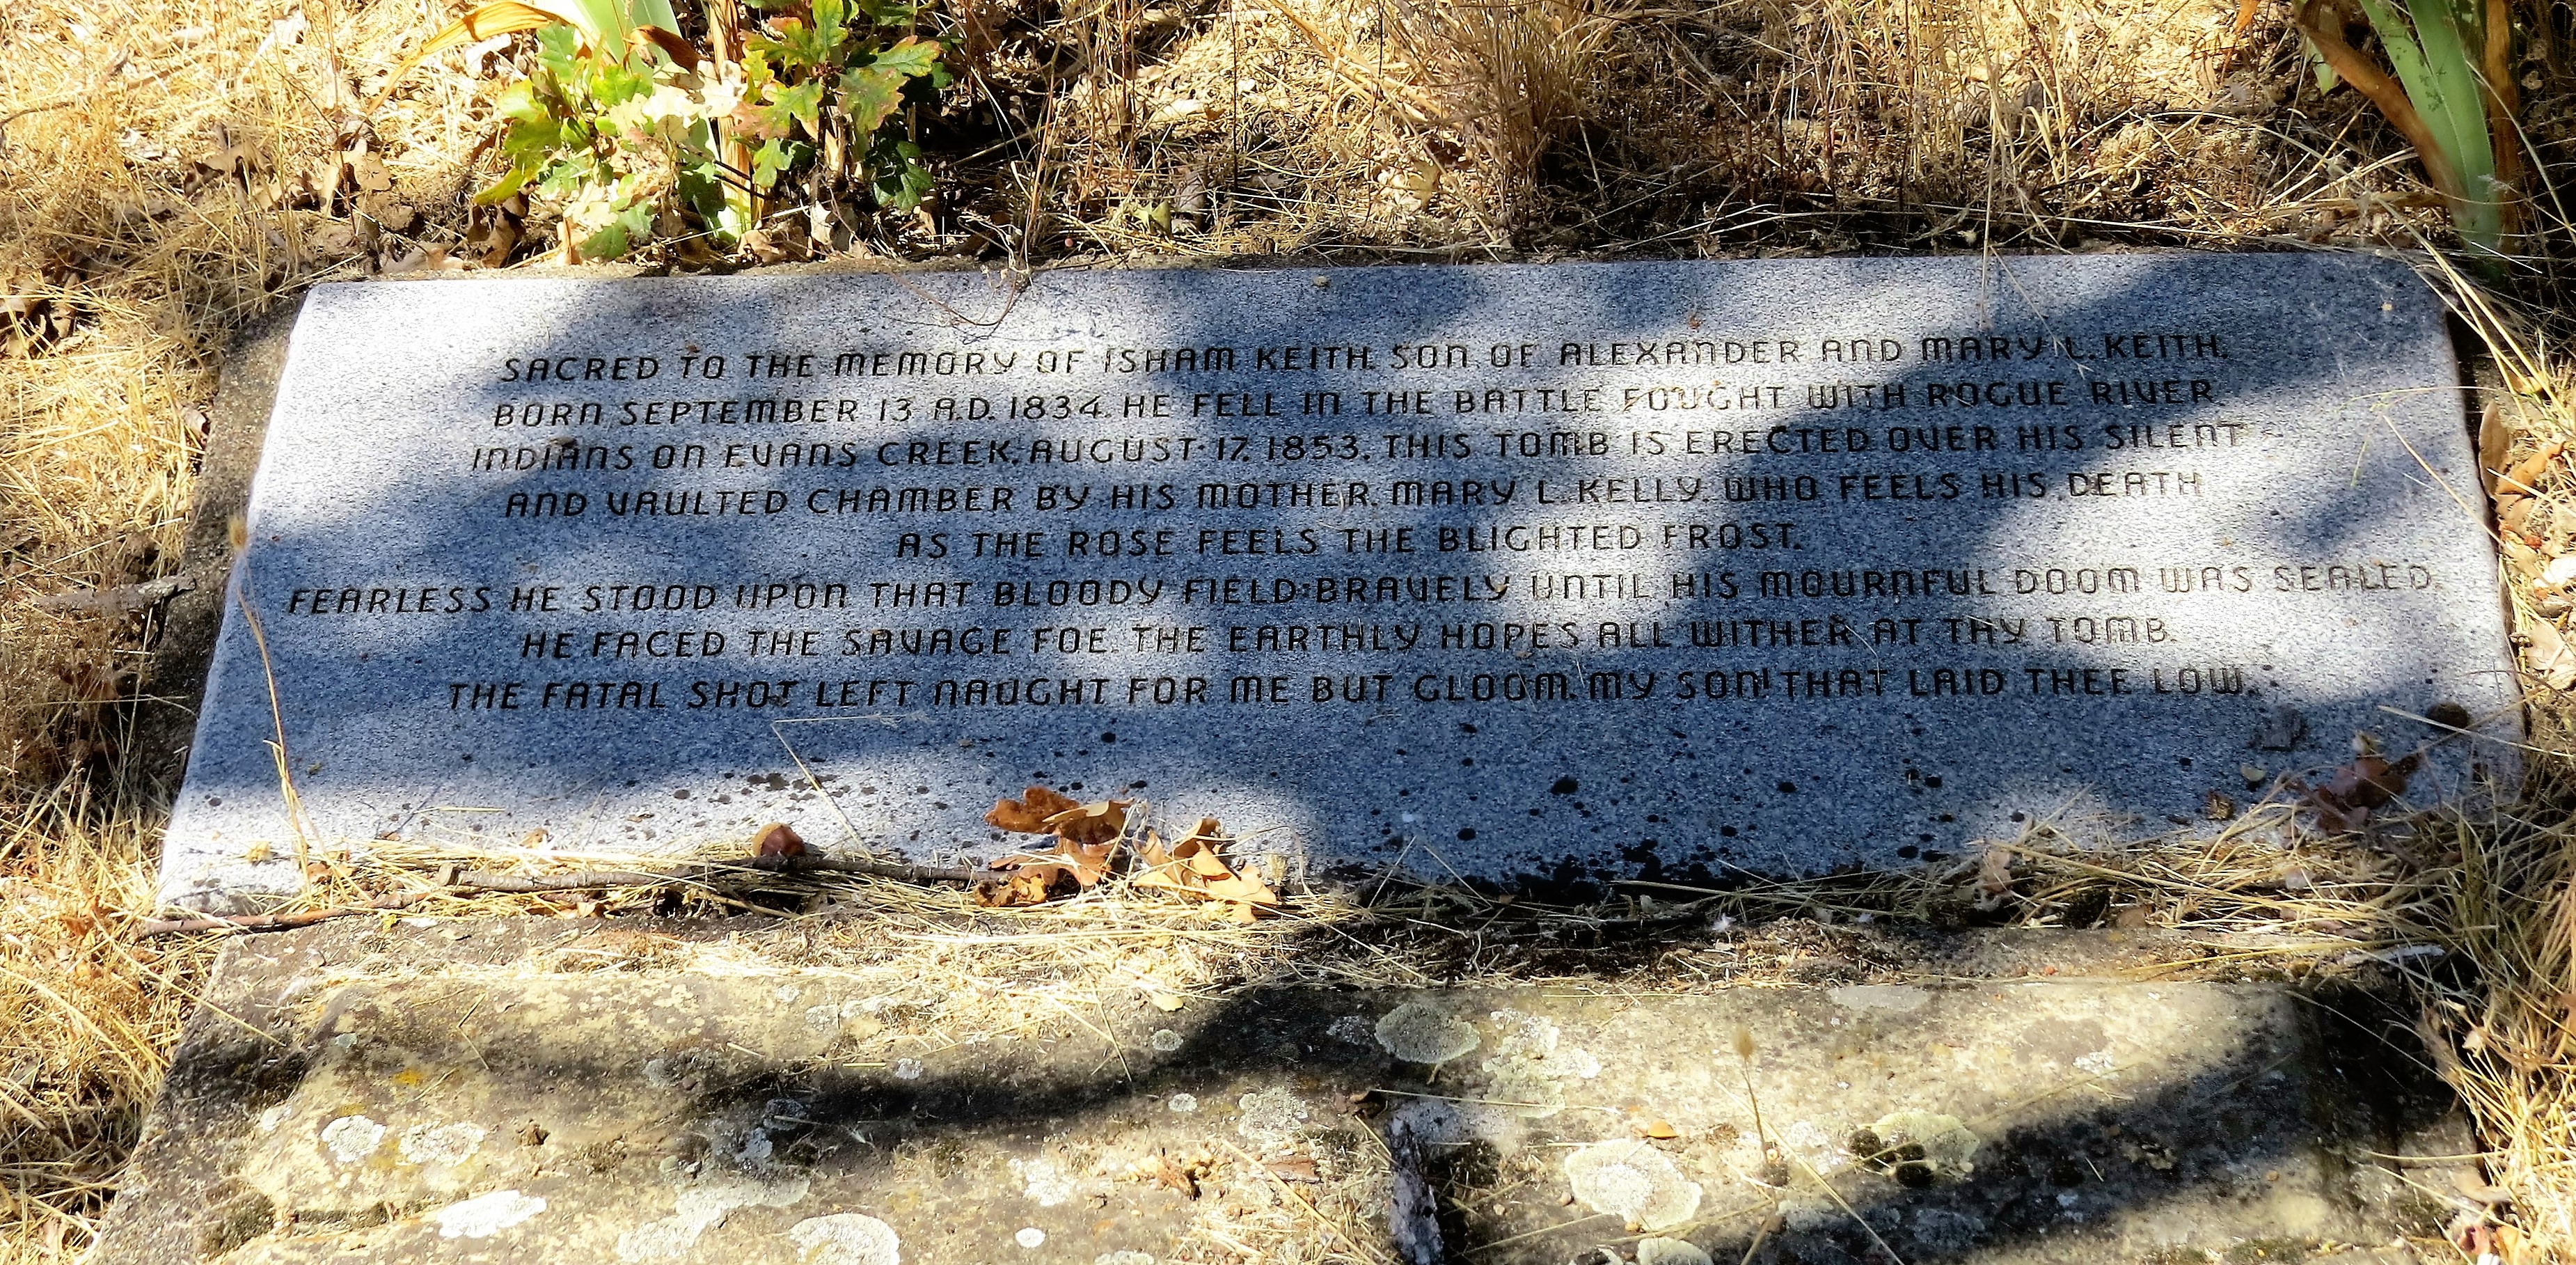 SACRED TO THE MEMORY OF ISHAM KEITH. SON OF ALEXANDER AND MARY L. KEITH.
BORN SEPTEMBER 13 A.D. 1834. HE FELL IN THE BATTLE FOUGHT WITH ROGUE RIVER
INDIANS ON EVANS CREEK, AUGUST 17, 1853. THIS TOMB IS ERECTED OVER HIS SILENT
AND VAULTED CHAMBER BY HIS MOTHER, MARY L. KELLY. WHO FEELS HIS DEATH
AS THE ROSE FEELS THE BLIGHTED FROST.
FEARLESS HE STOOD UPON THAT BLOODY FIELD: BRAVELY UNTIL HIS MOURNFUL DOOM WAS SEALED.
HE FACED THE SAVAGE FOE. THE EARTHLY HOPES ALL WITHER AT THY TOMB.
THE FATAL SHOT LEFT NAUGHT FOR ME BUT GLOOM. MY SON! THAT LAID THEE LOW.